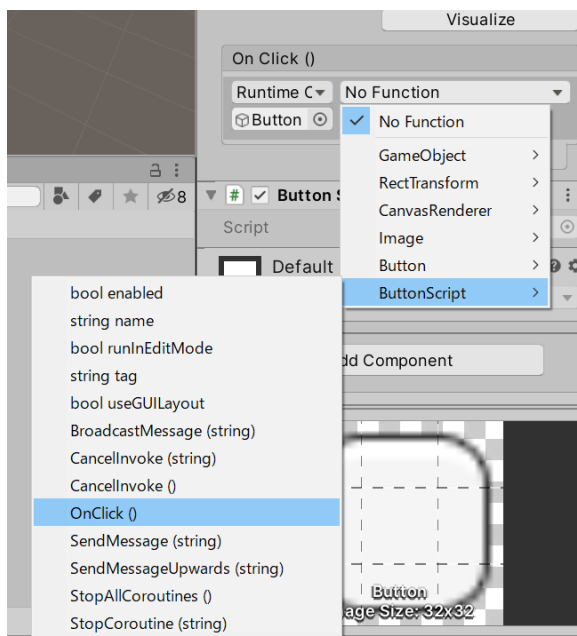 Visualize
On Click ()
Runtime
No Function
Button
No Function
GameObject
RectTransform
CanvasRenderer
Image
Button
ButtonScript
8
Button
Script
Default
bool enabled
string name
bool runInEditMode
string tag
bool useGUILayout
BroadcastMessage (string)
CancelInvoke (string)
CancelInvoke ()
OnClick ()
SendMessage (string)
SendMessageUpwards (string)
StopAllCoroutines ()
StopCoroutine (string)
Component
Button
Size: 32x32